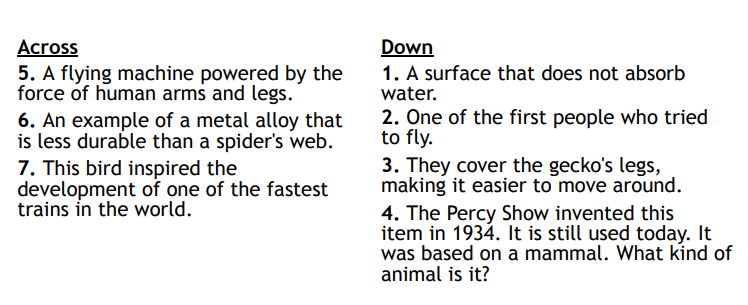 Across
5. A flying machine powered by the
force of human arms and legs.
6. An example of a metal alloy that
is less durable than a spider's web.
7. This bird inspired the
development of one of the fastest
trains in the world.
Down
1. A surface that does not absorb
water.
2. One of the first people who tried
to fly.
3. They cover the gecko's legs,
making it easier to move around.
4. The Percy Show invented this
item in 1934. It is still used today. It
was based on a mammal. What kind of
animal is it?